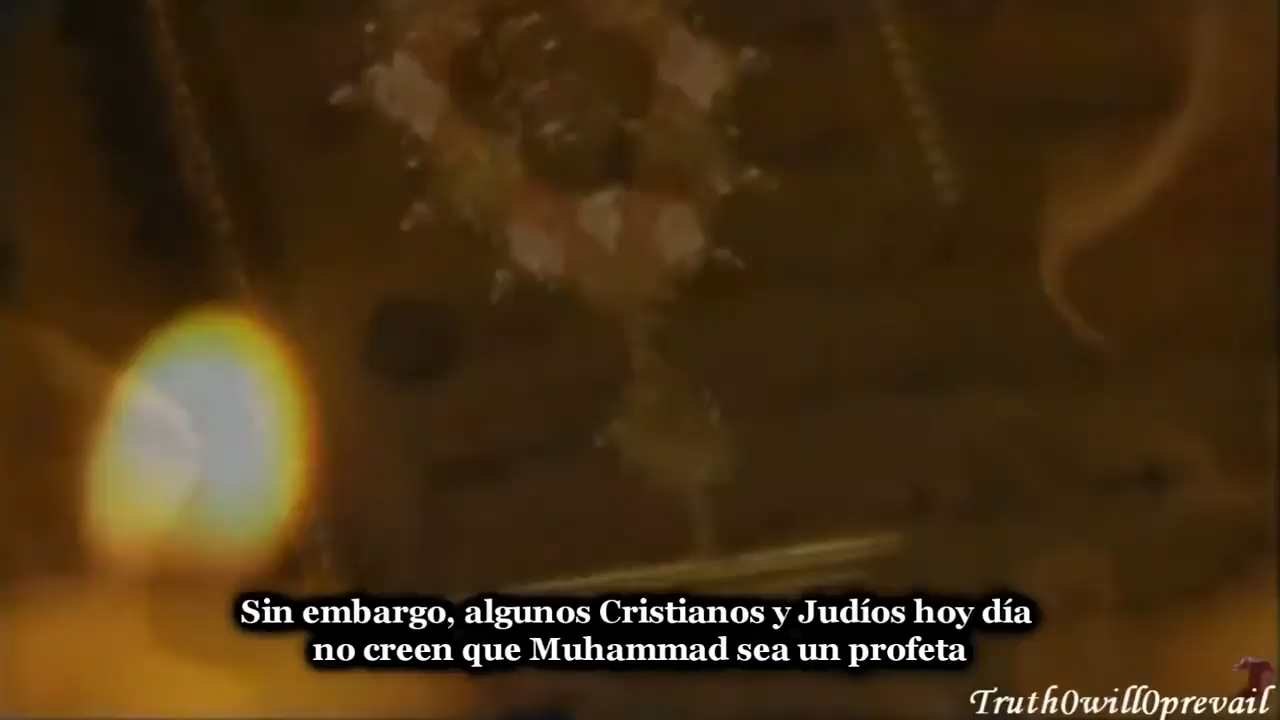 Sin embargo, algunos Cristianos y Judíos hoy día
no creen que Muhammad sea un profeta
Truth0will0prevail